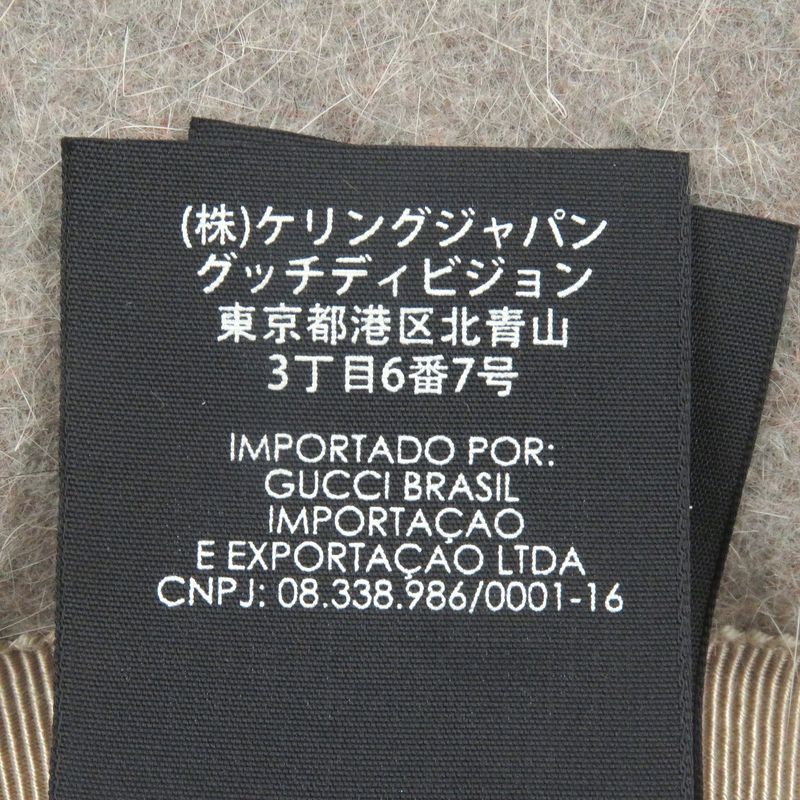 (株)ケリングジャパン
グッチディビジョン
東京都港区北青山
3丁目6番7号
IMPORTADO POR:
GUCCI BRASIL
IMPORTAÇAO
E EXPORTAÇAO LTDA
CNPJ: 08.338.986/0001-16